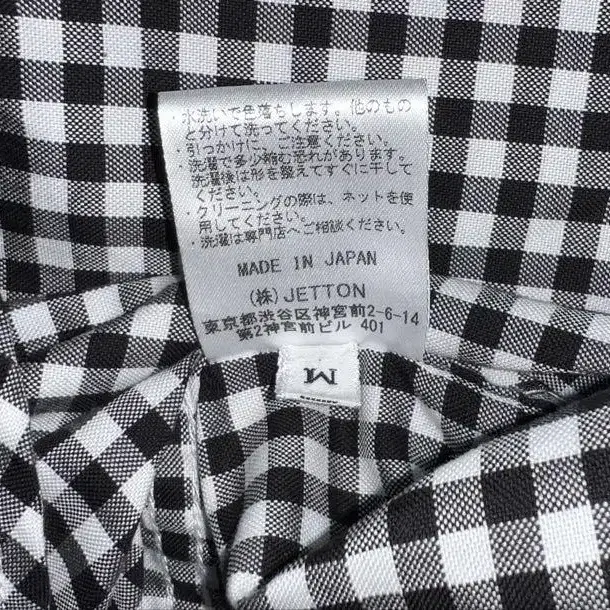 ・水洗いで色落ちします。他のもの
と分けて洗ってください。
・引っかけに、ご注意ください。
・洗濯で多少縮む恐れがあります。
洗濯後は形を整えてすぐに干して
ください。
・クリーニングの際は、ネットを使
用してください。
・洗濯は専門店へご相談ください。
MADE IN JAPAN
(株) JETTON
東京都渋谷区神宮前2-6-14
第2神宮前ビル 401
M